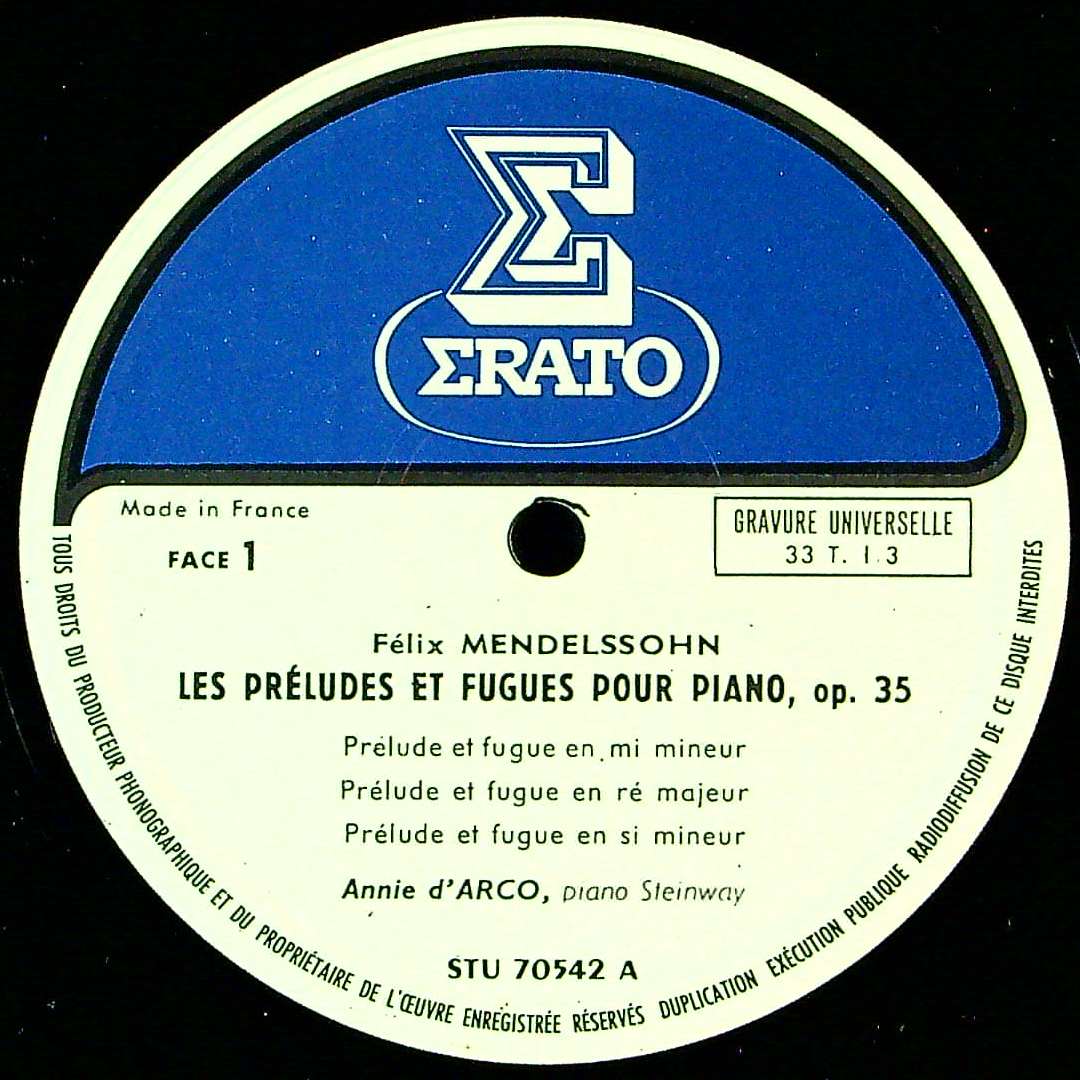 Σ
ΣRATO
Made in France
FACE 1
GRAVURE UNIVERSELLE
33 T. 1.3
Félix MENDELSSOHN
LES PRÉLUDES ET FUGUES POUR PIANO, op. 35
Prélude et fugue en mi mineur
Prélude et fugue en ré majeur
Prélude et fugue en si mineur
Annie d'ARCO, piano Steinway
STU 70542 A
TOUS DROITS DU PRODUCTEUR PHONOGRAPHIQUE ET DU PROPRIÉTAIRE DE L'ŒUVRE ENREGISTRÉE RÉSERVÉS DUPLICATION EXÉCUTION PUBLIQUE RADIODIFFUSION DE CE DISQUE INTERDITES